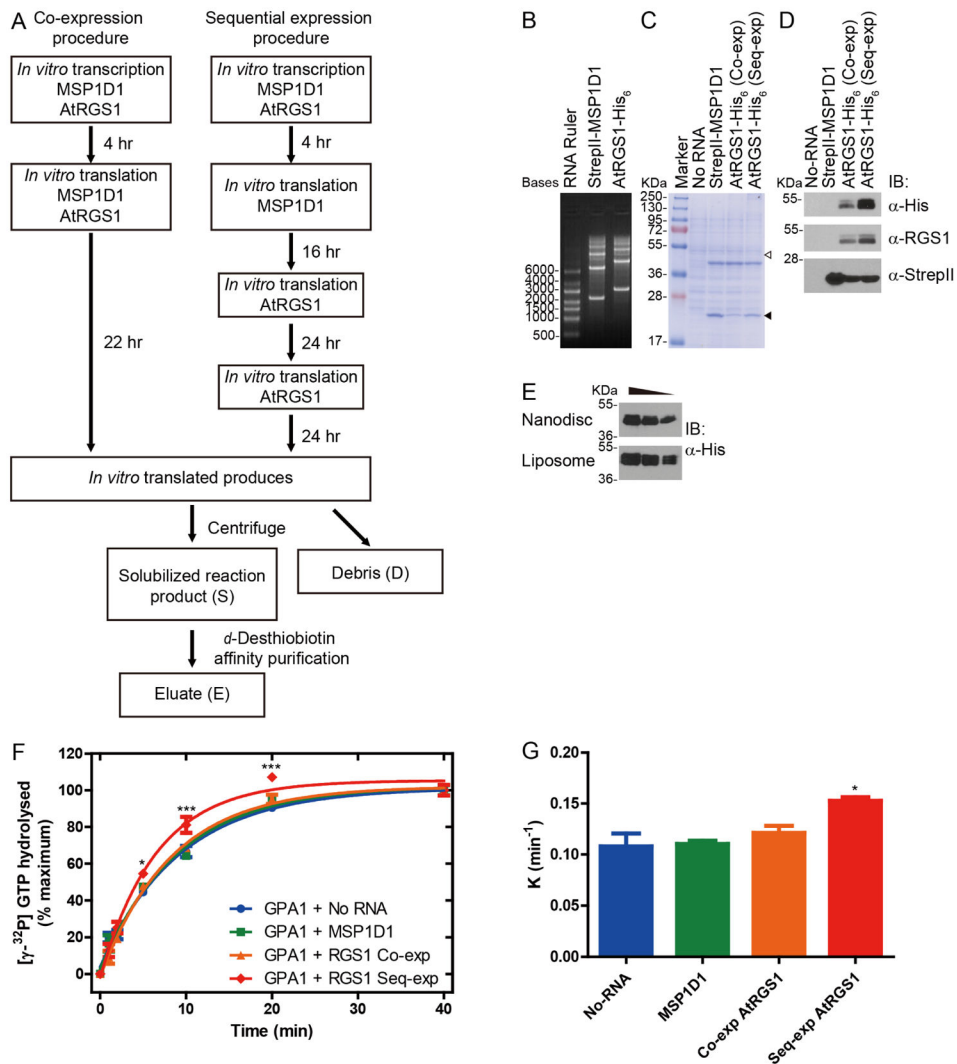 A
Co-expression
procedure
Sequential expression
procedure
In vitro transcription
MSP1D1
AtRGS1
In vitro transcription
MSP1D1
AtRGS1
4 hr
4 hr
In vitro translation
MSP1D1
AtRGS1
In vitro translation
MSP1D1
16 hr
In vitro translation
AtRGS1
22 hr
24 hr
In vitro translation
AtRGS1
24 hr
In vitro translated produces
Centrifuge
Solubilized reaction
product (S)
Debris (D)
d-Desthiobiotin
affinity purification
Eluate (E)
B
RNA Ruler
StrepII-MSP1D1
AtRGS1-His6
Bases
6000-
4000-
3000-
2000-
1500-
1000-
500-
C
Marker
No RNA
StrepII-MSP1D1
AtRGS1-His6 (Co-exp)
AtRGS1-His6 (Seq-exp)
KDa
250-
130-
95-
72-
55-
36-
28-
17-
D
No-RNA
StrepII-MSP1D1
AtRGS1-His6 (Co-exp)
AtRGS1-His6 (Seq-exp)
KDa
IB:
55-
α-His
55-
α-RGS1
28-
α-StrepII
E
KDa
55-
Nanodisc
36-
IB:
α-His
55-
Liposome
36-
F
[γ-32P] GTP hydrolysed
(% maximum)
120
100
80
60
40
20
0
*
***
***
GPA1 + No RNA
GPA1 + MSP1D1
GPA1 + RGS1 Co-exp
GPA1 + RGS1 Seq-exp
0 10 20 30 40
Time (min)
G
K (min-1)
0.20
0.15
0.10
0.05
0.00
*
No-RNA
MSP1D1
Co-exp AtRGS1
Seq-exp AtRGS1